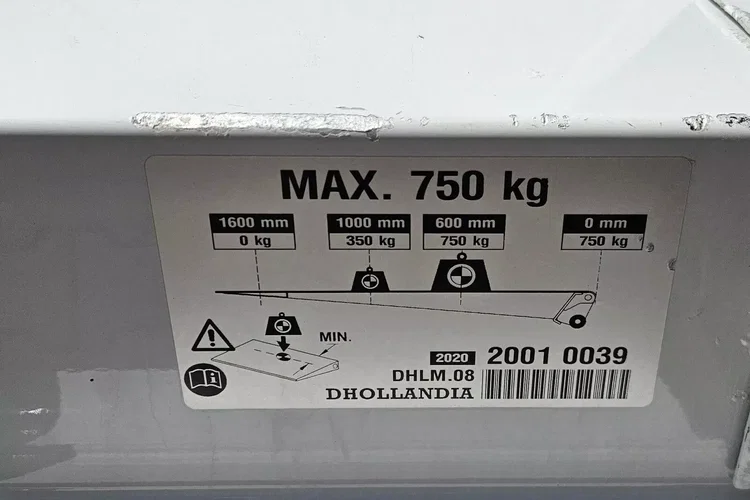 MAX. 750 kg
1600 mm 1000 mm 600 mm 0 mm
0 kg 350 kg 750 kg 750 kg
MIN.
2020 2001 0039
DHLM.08
DHOLLANDIA